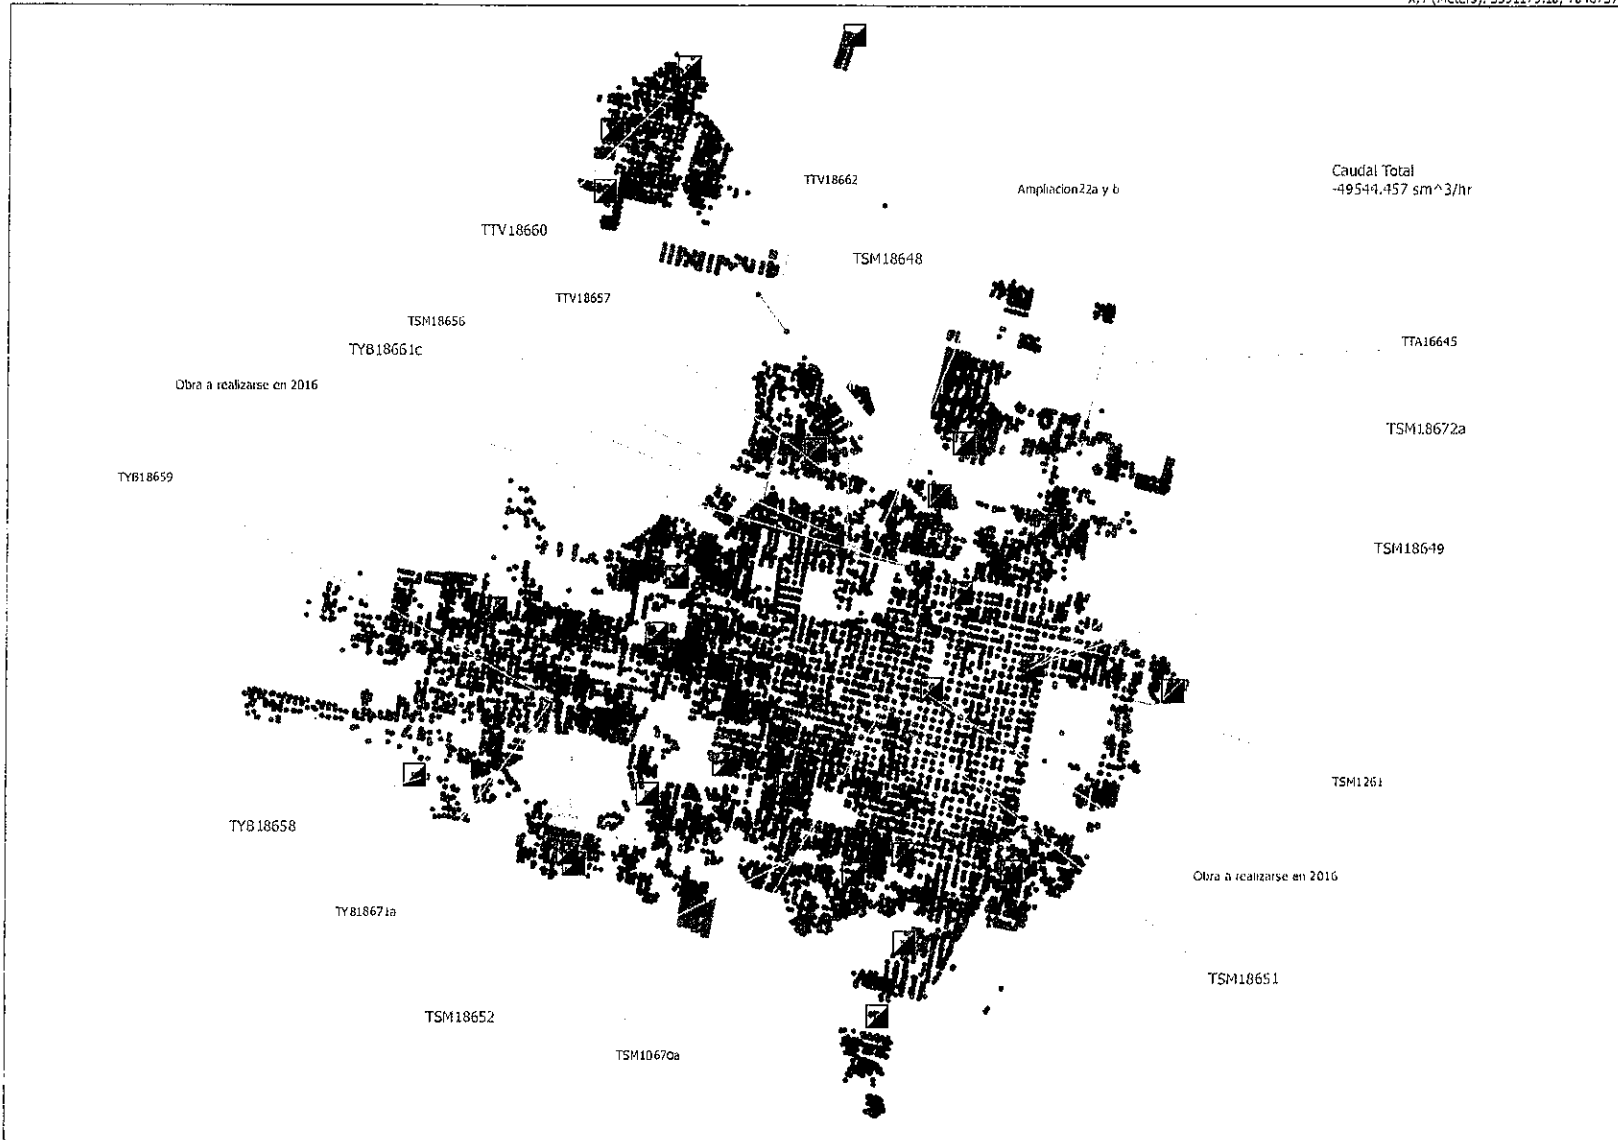 TTV18662
Ampliacion22a y b
Caudal Total
-49544.457 sm^3/hr
TTV18660
TSM18648
TTV18657
TSM18656
TYB18661c
TTA16645
Obra a realizarse en 2016
TSM18672a
TYB18659
TSM18649
TSM1261
TYB18658
Obra a realizarse en 2016
TYB18671a
TSM18651
TSM18652
TSM18670a